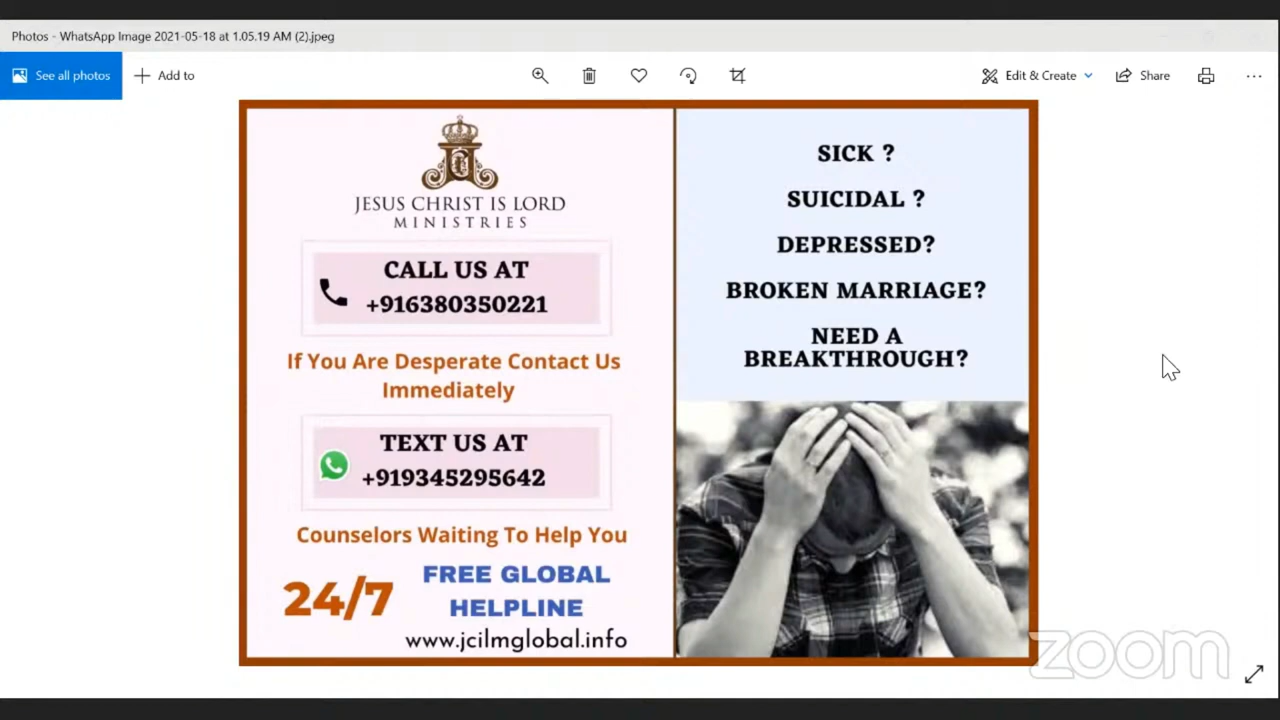 Photos - WhatsApp Image 2021-05-18 at 1.05.19 AM (2).jpeg
See all photos
Add to
Edit & Create
Share
JESUS CHRIST IS LORD
MINISTRIES
CALL US AT
+916380350221
If You Are Desperate Contact Us
Immediately
TEXT US AT
+919345295642
Counselors Waiting To Help You
24/7
FREE GLOBAL
HELPLINE
www.jcilmglobal.info
SICK ?
SUICIDAL ?
DEPRESSED?
BROKEN MARRIAGE?
NEED A
BREAKTHROUGH?
zoom